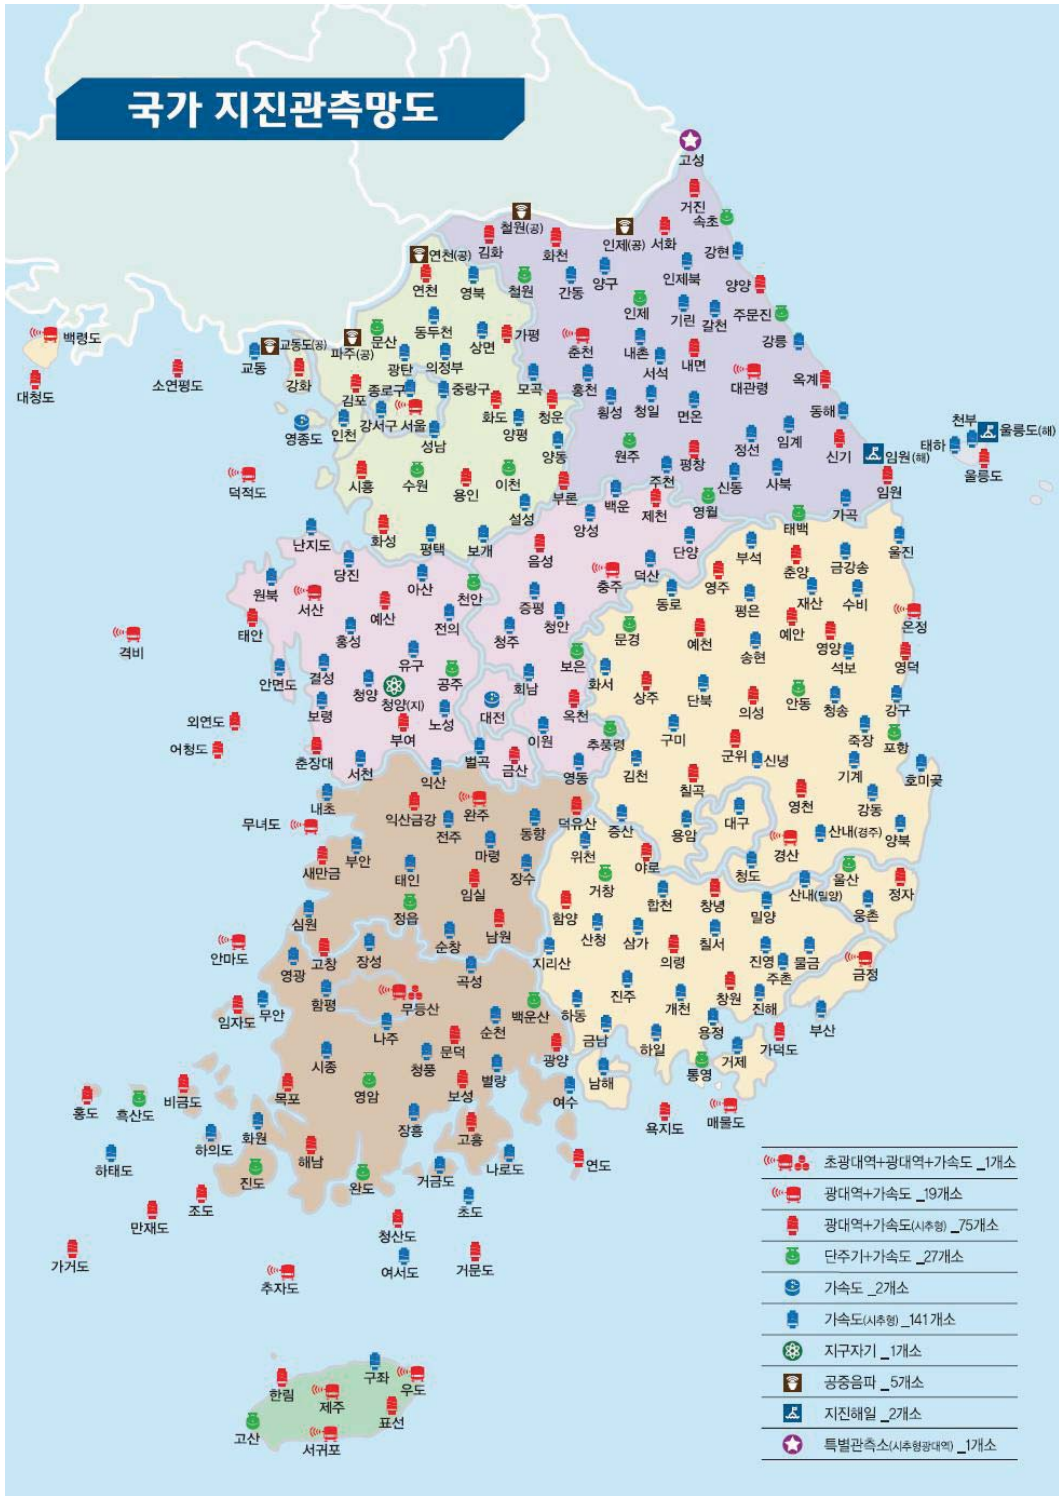 국가 지진관측망도
고성
거진
속초
철원(공)
인제(공)
서화
김화
화천
강현
연천(공)
인제북
연천
영북
철원
간동
양구
양양
인제
기린
갈천
주문진
문산
동두천
상면
가평
춘천
내촌
서석
내면
강릉
백령도
교동도(공)
파주(공)
광탄
의정부
교동
강화
소연평도
대청도
김포
종로구
중랑구
모곡
홍천
대관령
옥계
화도
청운
횡성
청일
면온
동해
영종도
인천
강서구
서울
성남
양평
양동
원주
정선
임계
신기
임원(해)
천부
울릉도(해)
태하
울릉도
덕적도
시흥
수원
용인
이천
부론
주천
평창
신동
사북
임원
설성
백운
제천
영월
가곡
앙성
태백
난지도
화성
평택
보개
음성
단양
부석
울진
당진
덕산
춘양
금강송
원북
서산
아산
천안
충주
동로
영주
예산
증평
평은
재산
수비
태안
홍성
전의
청주
청안
문경
예천
예안
온정
격비
송현
영양
석보
영덕
유구
보은
안면도
결성
청양
청양(지)
공주
회남
화서
상주
단북
의성
안동
청송
강구
보령
대전
옥천
노성
외연도
부여
이원
추풍령
구미
죽장
포항
어청도
춘장대
벌곡
금산
군위
신녕
서천
익산
영동
김천
기계
호미곶
칠곡
영천
내초
익산금강
완주
덕유산
강동
무녀도
전주
동향
증산
용암
대구
산내(경주)
양북
마령
위천
야로
경산
새만금
부안
태인
임실
장수
청도
거창
울산
정읍
산내(밀양)
정자
합천
창녕
밀양
웅촌
심원
함양
남원
순창
산청
삼가
칠서
안마도
고창
장성
지리산
의령
진영
물금
영광
곡성
주촌
금정
함평
무등산
진주
임자도
무안
백운산
하동
개천
창원
진해
나주
순천
금남
용정
부산
문덕
광양
하일
거제
가덕도
시종
청풍
벌량
통영
홍도
흑산도
비금도
목포
영암
보성
여수
남해
화원
장흥
고흥
욕지도
매물도
하태도
하의도
해남
나로도
연도
진도
완도
거금도
만재도
조도
초도
청산도
가거도
여서도
거문도
추자도
구좌
한림
제주
우도
표선
고산
서귀포
초광대역+광대역+가속도 _1개소
광대역+가속도 _19개소
광대역+가속도(시추형) _75개소
단주기+가속도 _27개소
가속도 _2개소
가속도(시추형) _141개소
지구자기 _1개소
공중음파 _5개소
지진해일 _2개소
특별관측소(시추형광대역) _1개소